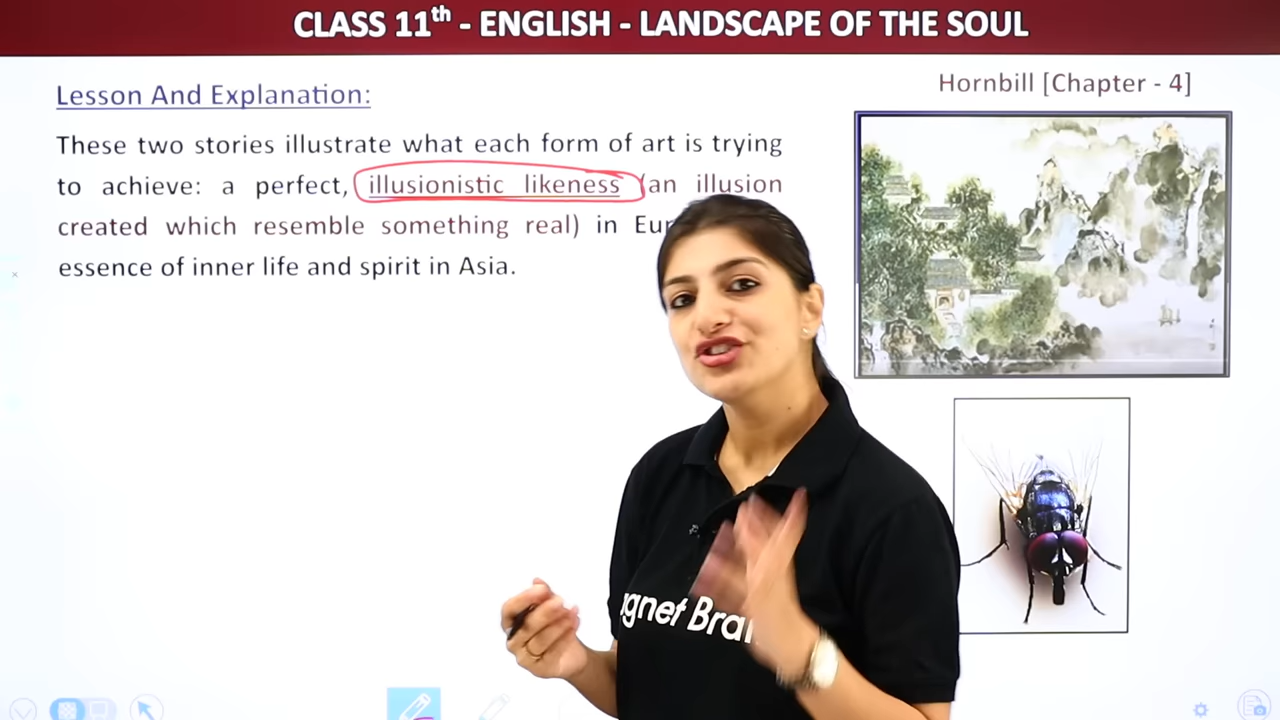 CLASS 11th - ENGLISH - LANDSCAPE OF THE SOUL
Hornbill [Chapter - 4]
Lesson And Explanation:
These two stories illustrate what each form of art is trying
to achieve: a perfect, illusionistic likeness (an illusion
created which resemble something real) in Eur
essence of inner life and spirit in Asia.
gnet Bra